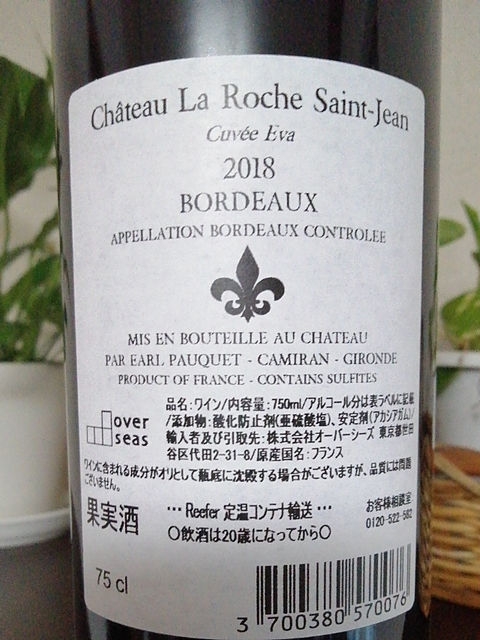 Château La Roche Saint-Jean
Cuvée Eva
2018
BORDEAUX
APPELLATION BORDEAUX CONTROLEE
MIS EN BOUTEILLE AU CHATEAU
PAR EARL PAUQUET - CAMIRAN - GIRONDE
PRODUCT OF FRANCE - CONTAINS SULFITES
over
seas
品名:ワイン/内容量:750ml/アルコール分は表ラベルに記載
/添加物:酸化防止剤(亜硫酸塩)、安定剤(アカシアガム)/
輸入者及び引取先:株式会社オーバーシーズ 東京都世田
谷区代田2-31-8/原産国名:フランス
ワインに含まれる成分がオリとして瓶底に沈殿する場合がございますが、品質には問題
ございません。
果実酒
… Reefer 定温コンテナ輸送 …
〇飲酒は20歳になってから〇
お客様相談室
0120-522-582
75 cl
3 700380 570076